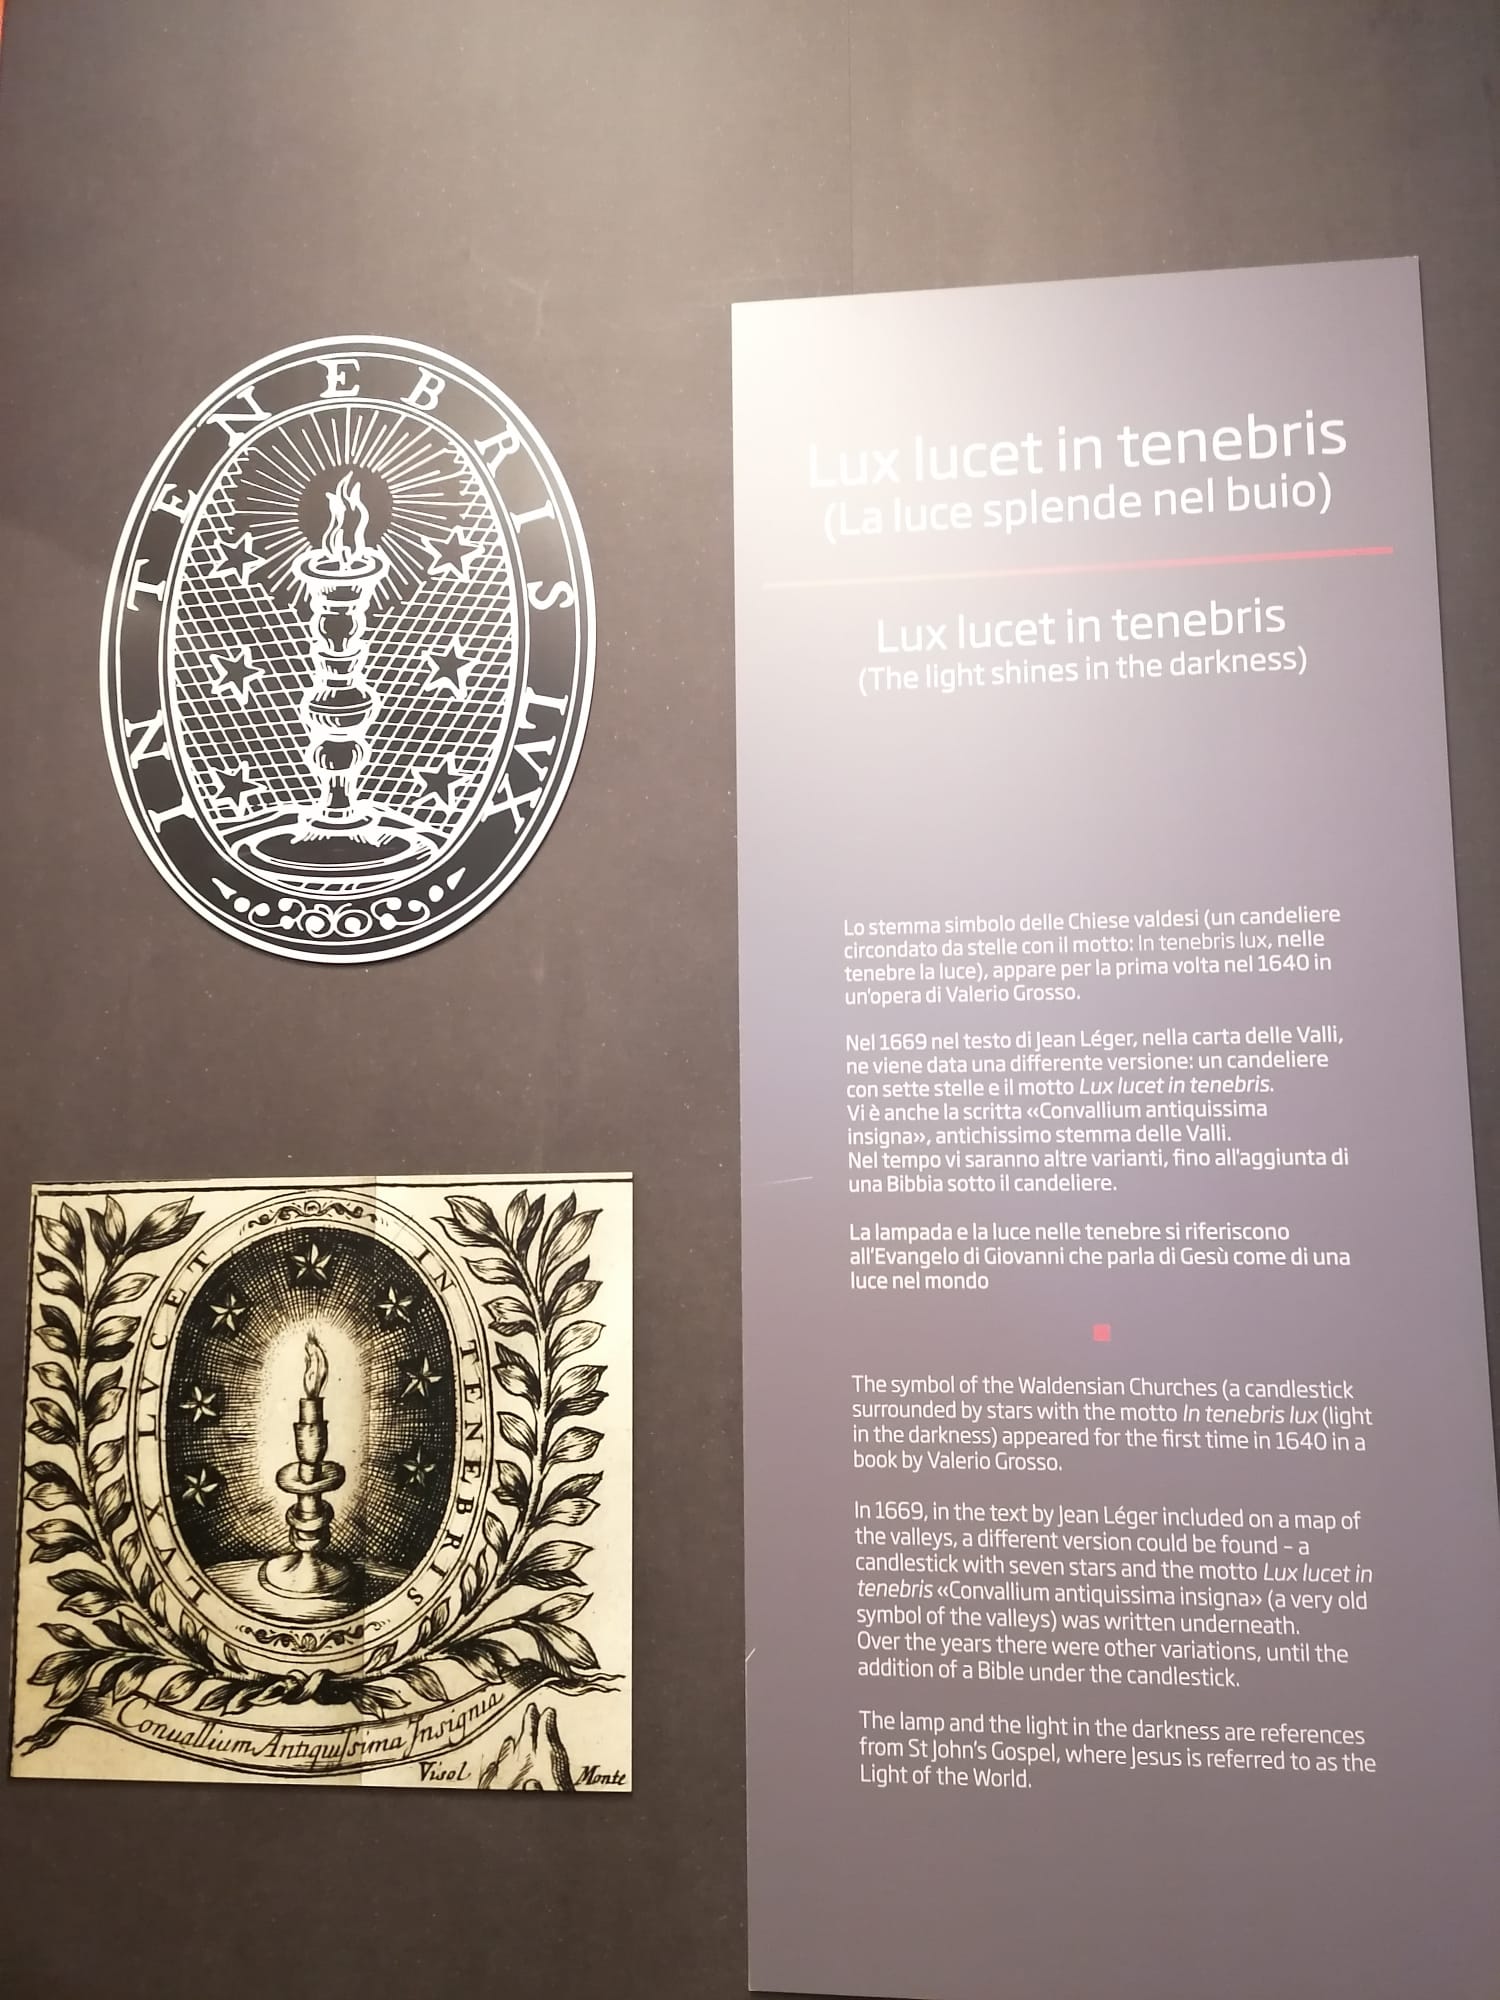 IN TENEBRIS LVX
LVX LVCET IN TENEBRIS
Conuallium Antiquissima Insignia
Visol
Monte
Lux lucet in tenebris
(La luce splende nel buio)
Lux lucet in tenebris
(The light shines in the darkness)
Lo stemma simbolo delle Chiese valdesi (un candeliere
circondato da stelle con il motto: In tenebris lux, nelle
tenebre la luce), appare per la prima volta nel 1640 in
un'opera di Valerio Grosso.
Nel 1669 nel testo di Jean Léger, nella carta delle Valli,
ne viene data una differente versione: un candeliere
con sette stelle e il motto Lux lucet in tenebris.
Vi è anche la scritta «Convallium antiquissima
insigna», antichissimo stemma delle Valli.
Nel tempo vi saranno altre varianti, fino all'aggiunta di
una Bibbia sotto il candeliere.
La lampada e la luce nelle tenebre si riferiscono
all'Evangelo di Giovanni che parla di Gesù come di una
luce nel mondo
The symbol of the Waldensian Churches (a candlestick
surrounded by stars with the motto In tenebris lux (light
in the darkness) appeared for the first time in 1640 in a
book by Valerio Grosso.
In 1669, in the text by Jean Léger included on a map of
the valleys, a different version could be found – a
candlestick with seven stars and the motto Lux lucet in
tenebris «Convallium antiquissima insigna» (a very old
symbol of the valleys) was written underneath.
Over the years there were other variations, until the
addition of a Bible under the candlestick.
The lamp and the light in the darkness are references
from St John's Gospel, where Jesus is referred to as the
Light of the World.